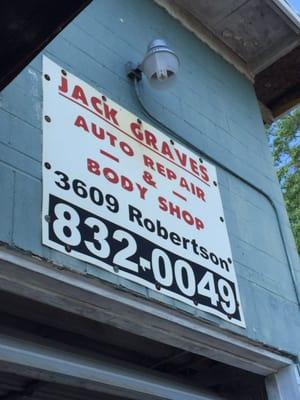 JACK GRAVES
AUTO REPAIR
- & -
BODY SHOP
3609 Robertson
832-0049